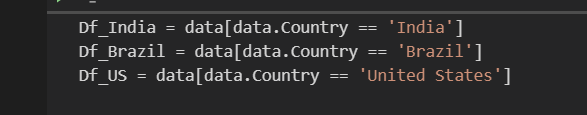 Df_India = data[data.Country == 'India']
Df_Brazil = data[data.Country == 'Brazil']
Df_US = data[data.Country == 'United States']